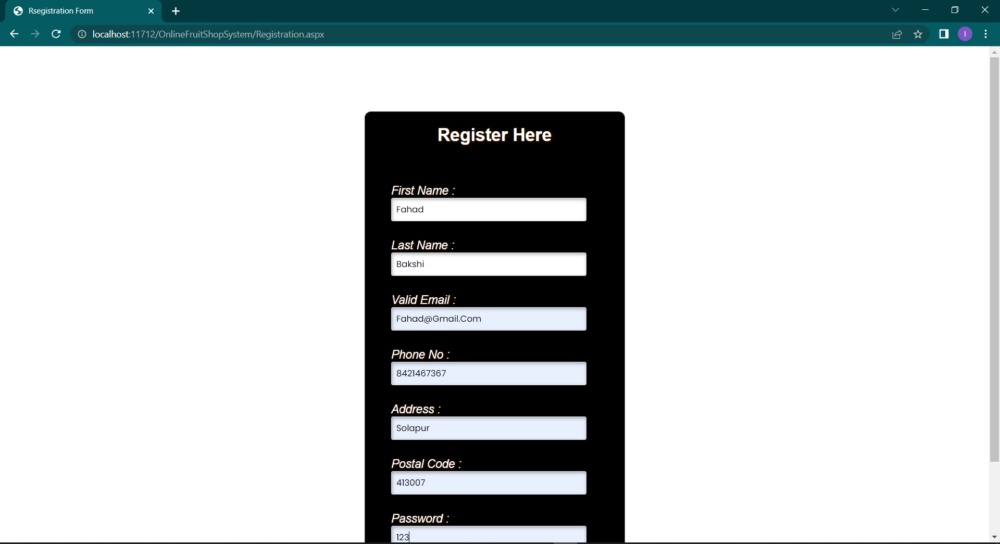 Rsegistration Form
localhost:11712/OnlineFruitShopSystem/Registration.aspx
I
Register Here
First Name :
Fahad
Last Name :
Bakshi
Valid Email :
Fahad@Gmail.Com
Phone No :
8421467367
Address :
Solapur
Postal Code :
413007
Password :
123